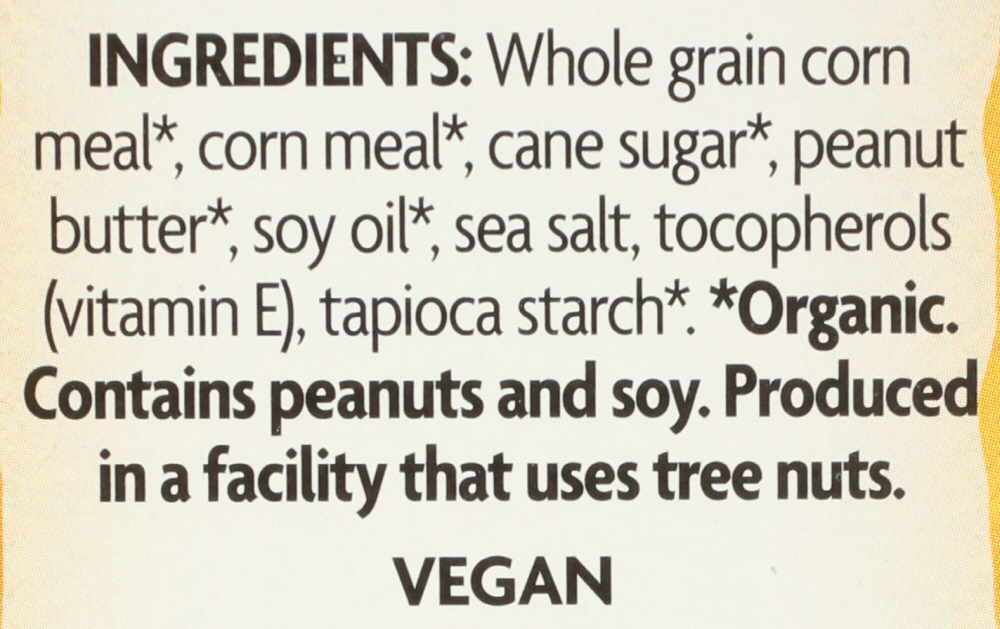 INGREDIENTS: Whole grain corn
meal*, corn meal*, cane sugar*, peanut
butter*, soy oil*, sea salt, tocopherols
(vitamin E), tapioca starch*. *Organic.
Contains peanuts and soy. Produced
in a facility that uses tree nuts.
VEGAN